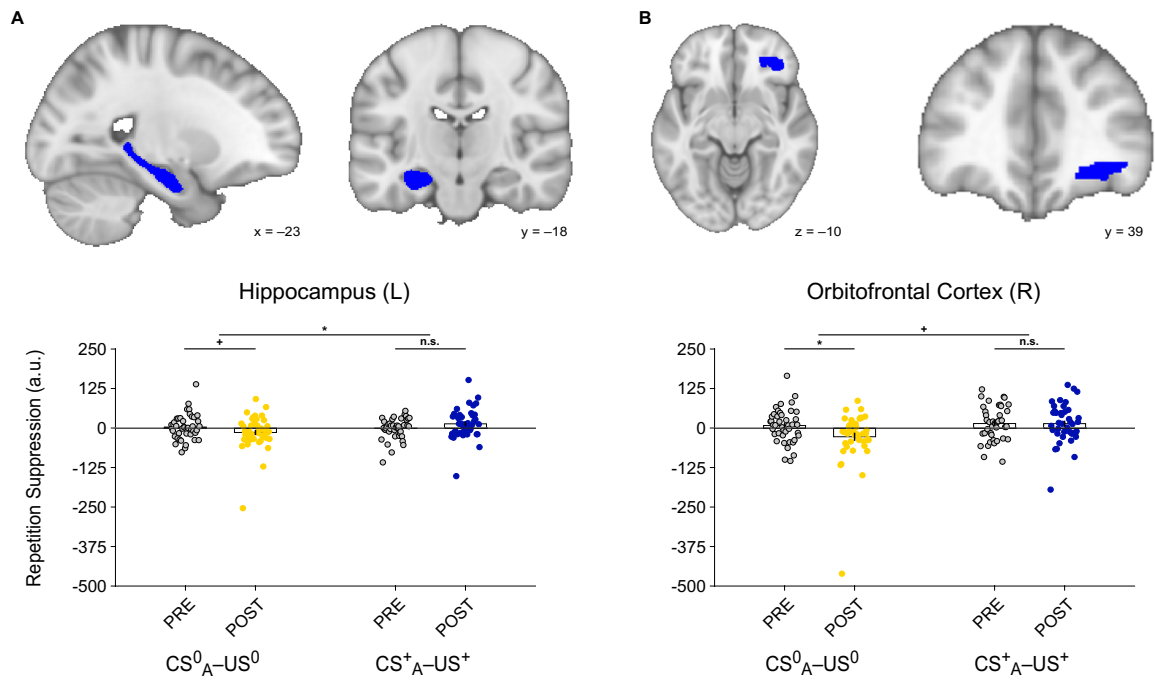 A
B
x = –23
y = –18
z = –10
y = 39
Hippocampus (L)
Orbitofrontal Cortex (R)
*
+
n.s.
+
*
n.s.
Repetition Suppression (a.u.)
250
125
0
-125
-250
-375
-500
250
125
0
-125
-250
-375
-500
PRE
POST
PRE
POST
PRE
POST
PRE
POST
CS⁰A–US⁰
CS⁺A–US⁺
CS⁰A–US⁰
CS⁺A–US⁺